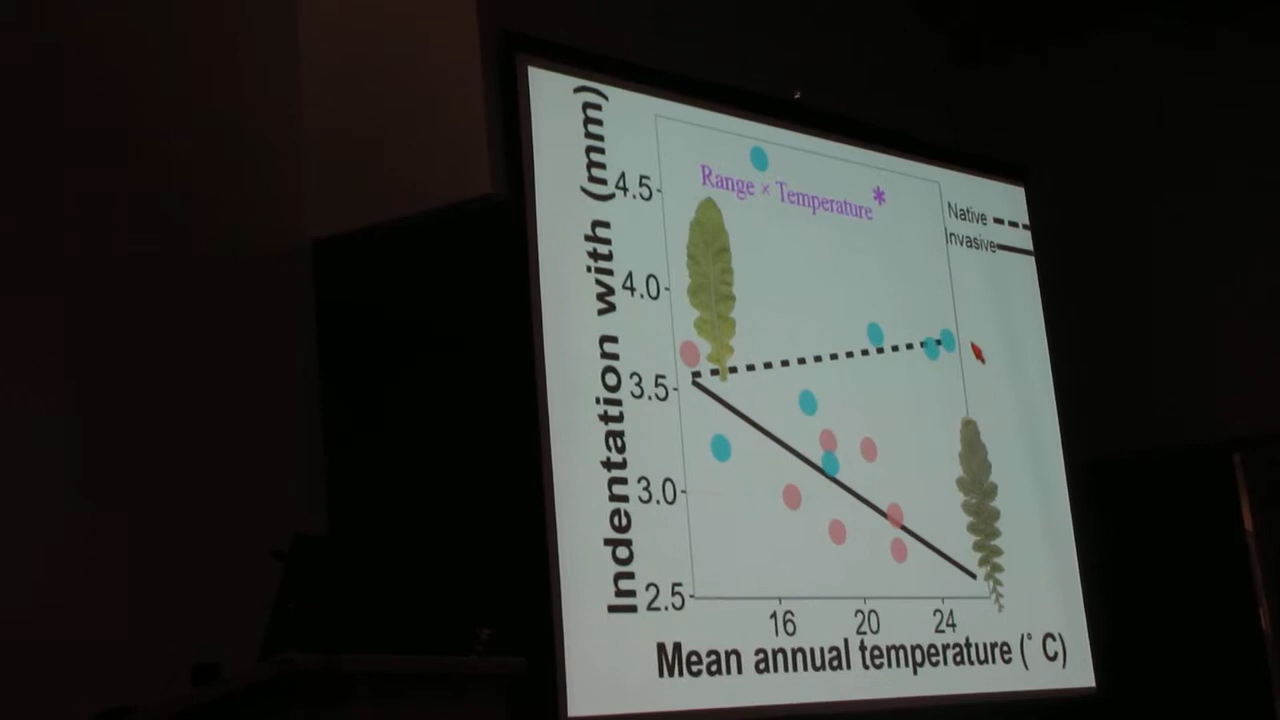 Indentation with (mm)
4.5
4.0
3.5
3.0
2.5
Range × Temperature*
Native
Invasive
16 20 24
Mean annual temperature (° C)